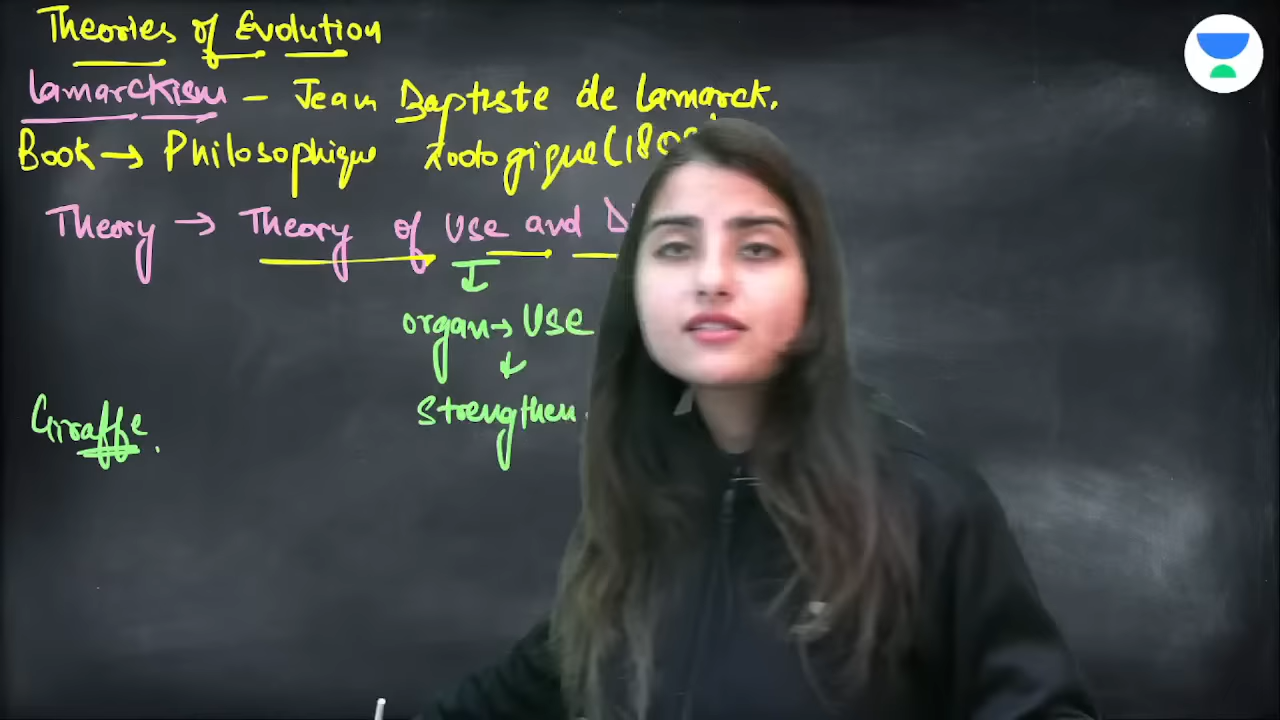 Theories of Evolution
Lamarckism - Jean Baptiste de Lamarck.
Book → Philosophique Zoologique (180
Theory → Theory of Use and
organ → Use
Strengthen.
Giraffe.